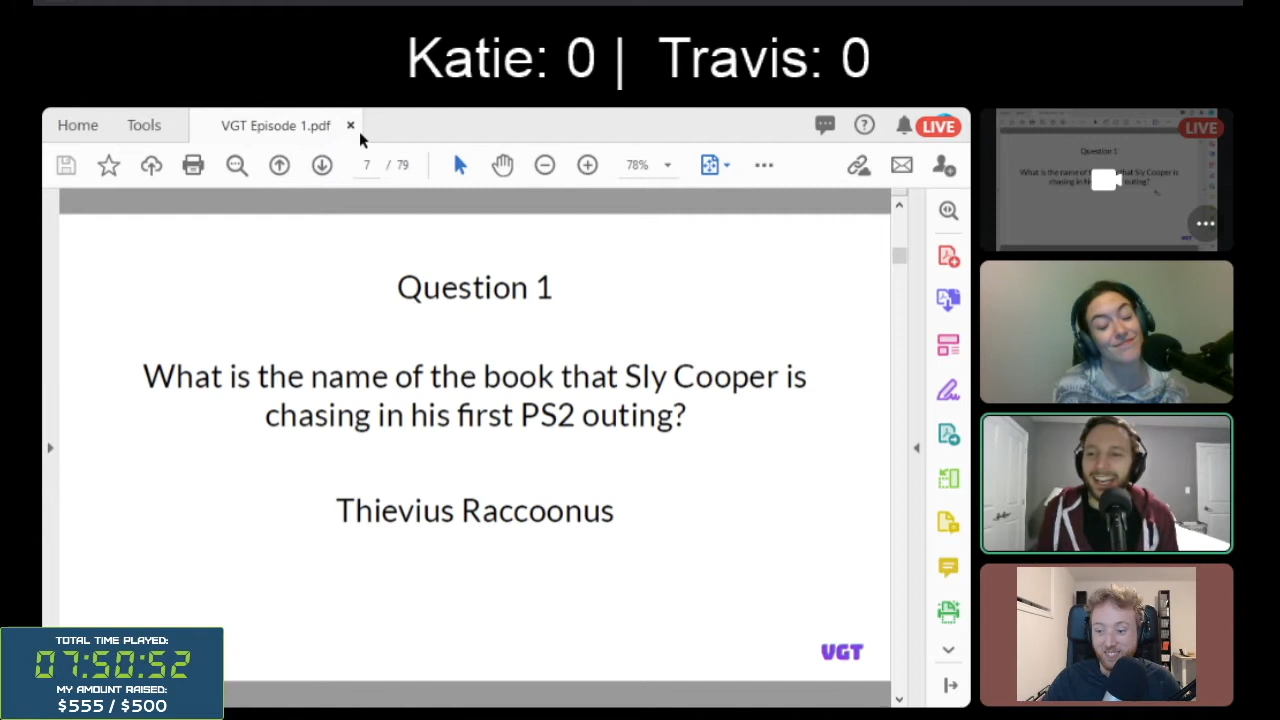 Katie: 0 | Travis: 0
Home Tools VGT Episode 1.pdf
LIVE
7 / 79 78%
Question 1
What is the name of the book that Sly Cooper is
chasing in his first PS2 outing?
Thievius Raccoonus
VGT
LIVE
Question 1
TOTAL TIME PLAYED:
07:50:52
MY AMOUNT RAISED:
$555 / $500